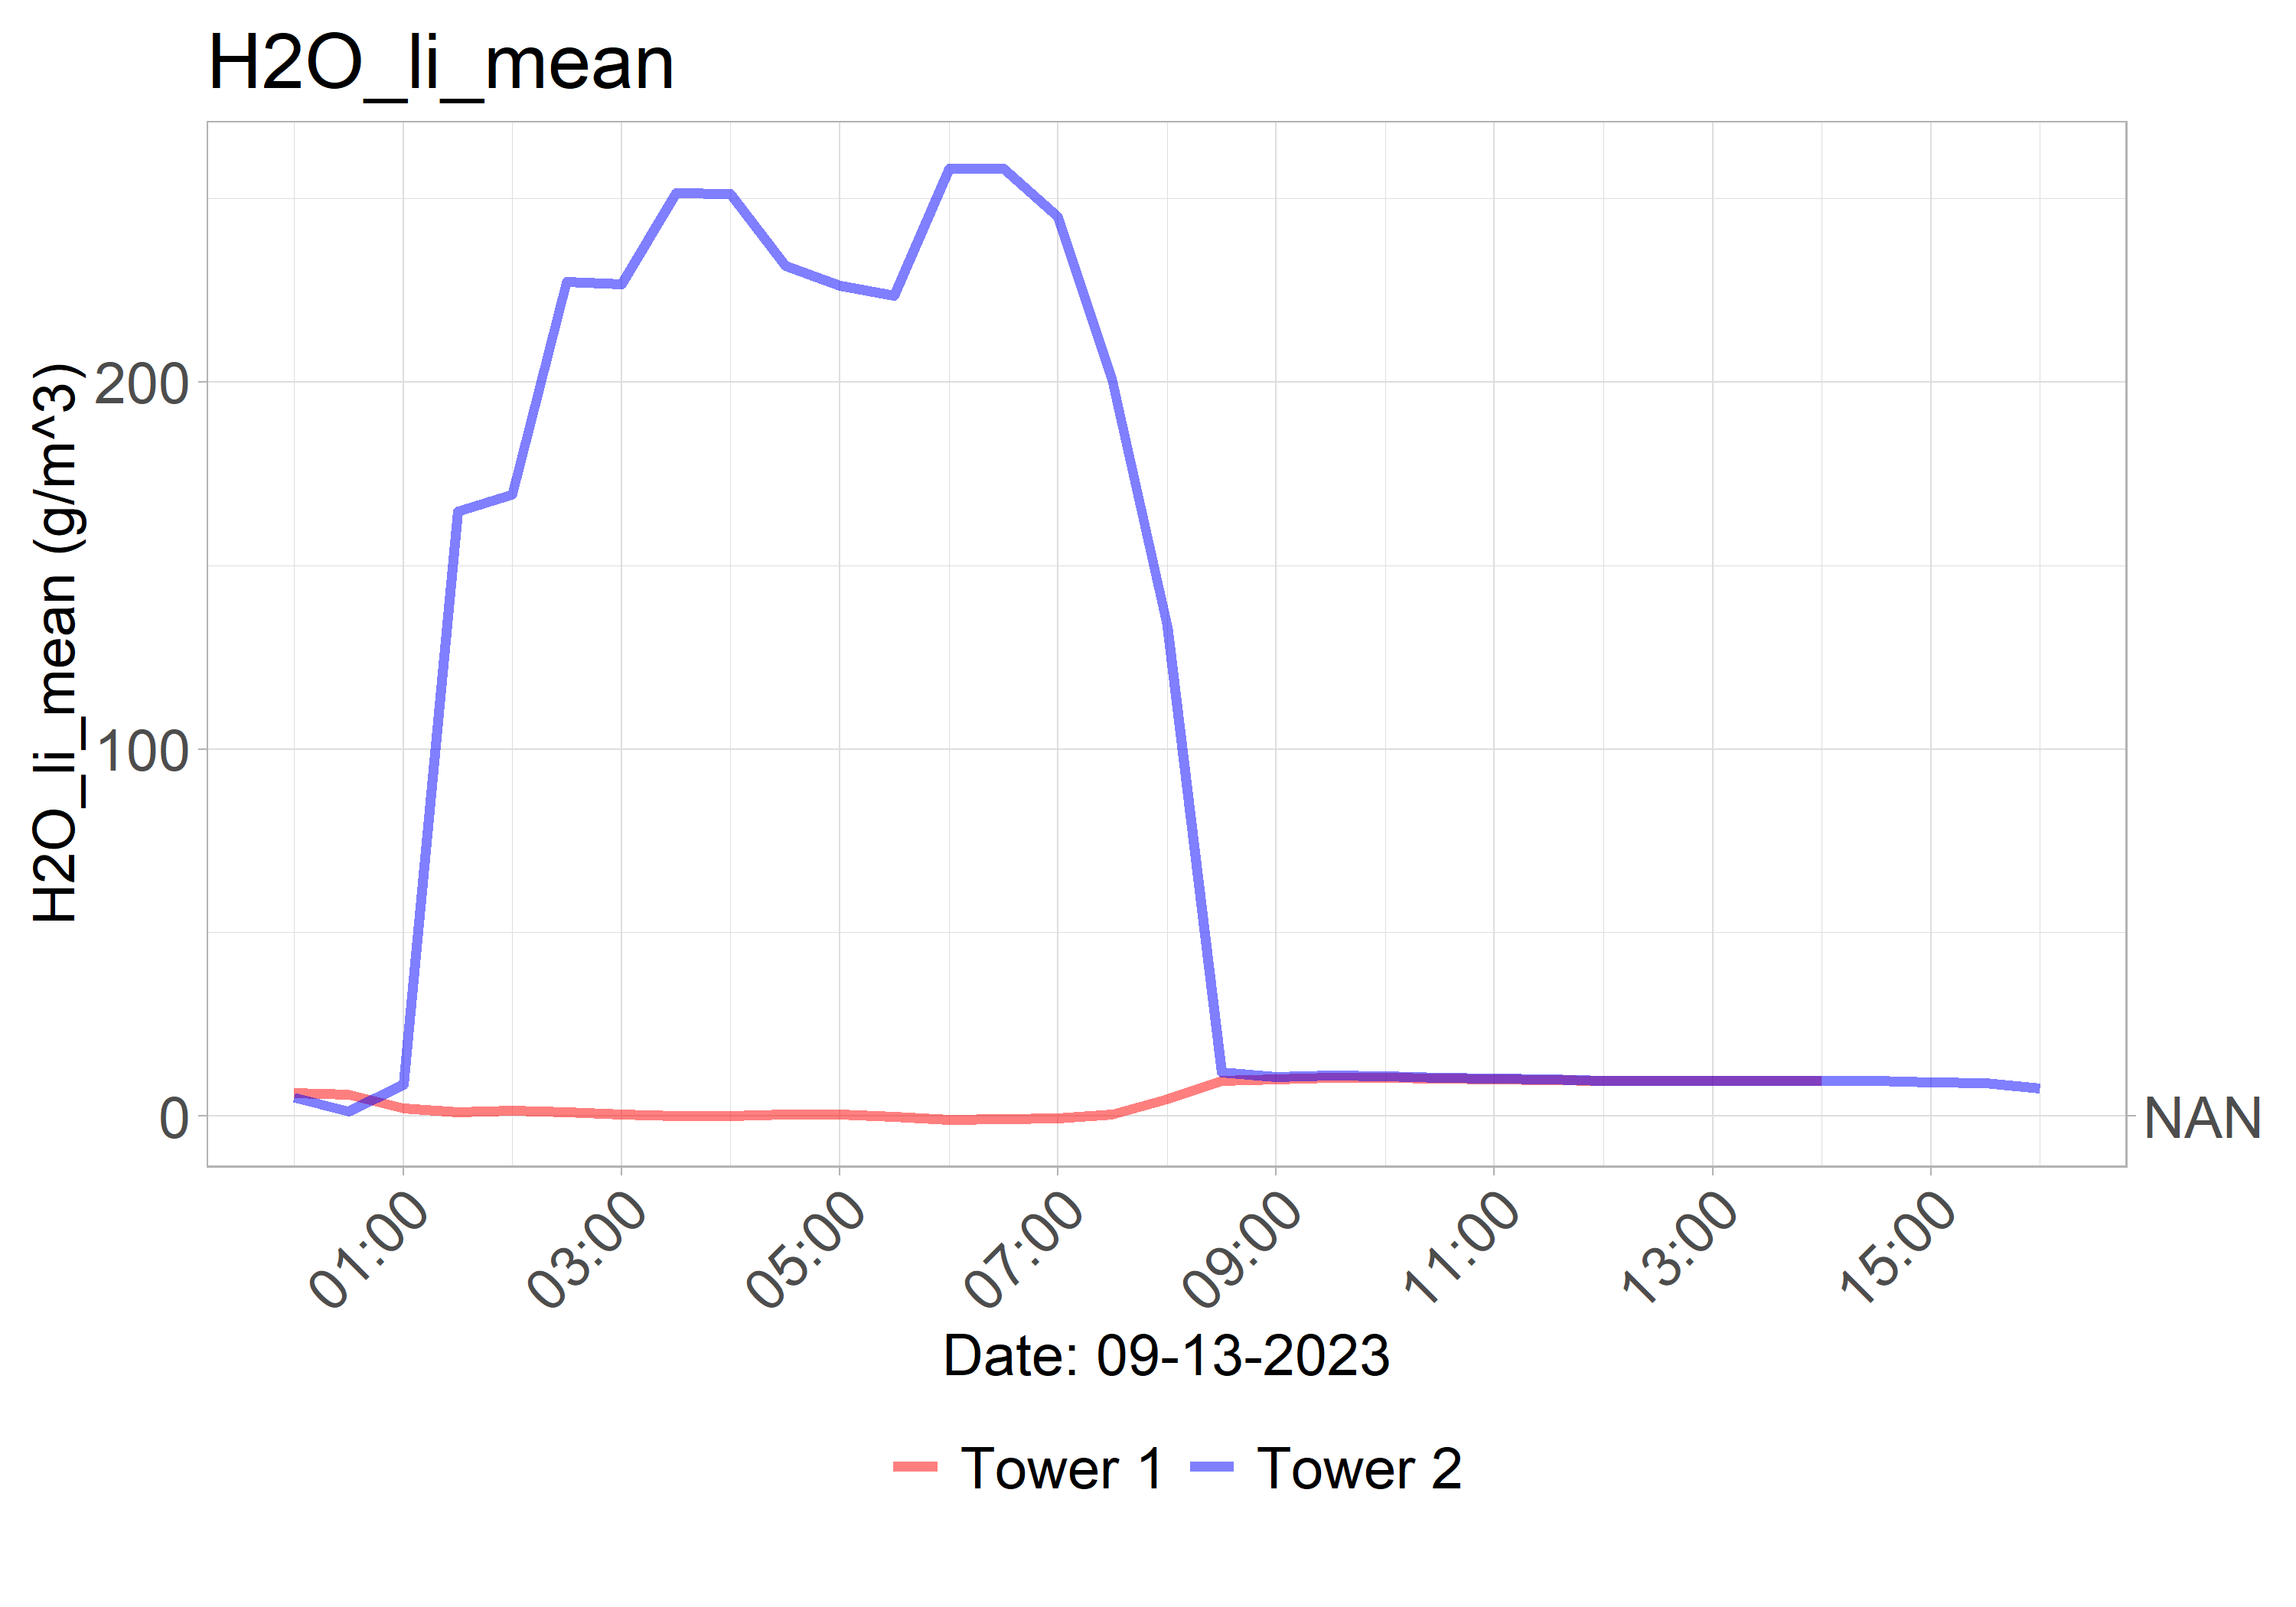 H2O_li_mean
H2O_li_mean (g/m^3)
200
100
0
NAN
01:00
03:00
05:00
07:00
09:00
11:00
13:00
15:00
Date: 09-13-2023
Tower 1
Tower 2